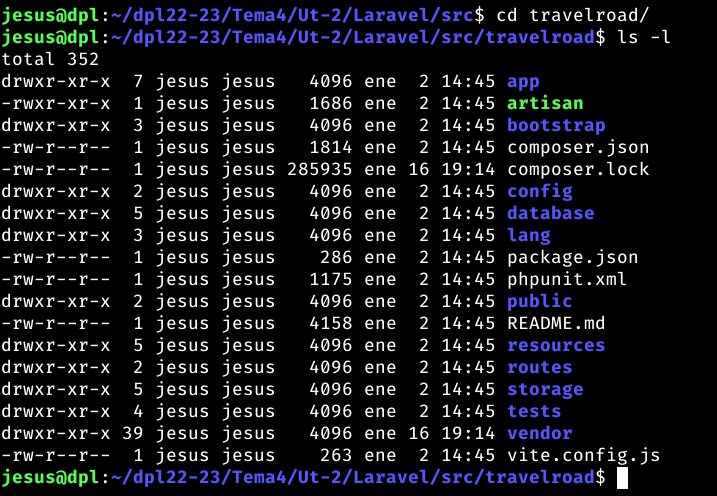 jesus@dpl:~/dpl22-23/Tema4/Ut-2/Laravel/src$ cd travelroad/
jesus@dpl:~/dpl22-23/Tema4/Ut-2/Laravel/src/travelroad$ ls -l
total 352
drwxr-xr-x  7 jesus jesus   4096 ene  2 14:45 app
-rwxr-xr-x  1 jesus jesus   1686 ene  2 14:45 artisan
drwxr-xr-x  3 jesus jesus   4096 ene  2 14:45 bootstrap
-rw-r--r--  1 jesus jesus   1814 ene  2 14:45 composer.json
-rw-r--r--  1 jesus jesus 285935 ene 16 19:14 composer.lock
drwxr-xr-x  2 jesus jesus   4096 ene  2 14:45 config
drwxr-xr-x  5 jesus jesus   4096 ene  2 14:45 database
drwxr-xr-x  3 jesus jesus   4096 ene  2 14:45 lang
-rw-r--r--  1 jesus jesus    286 ene  2 14:45 package.json
-rw-r--r--  1 jesus jesus   1175 ene  2 14:45 phpunit.xml
drwxr-xr-x  2 jesus jesus   4096 ene  2 14:45 public
-rw-r--r--  1 jesus jesus   4158 ene  2 14:45 README.md
drwxr-xr-x  5 jesus jesus   4096 ene  2 14:45 resources
drwxr-xr-x  2 jesus jesus   4096 ene  2 14:45 routes
drwxr-xr-x  5 jesus jesus   4096 ene  2 14:45 storage
drwxr-xr-x  4 jesus jesus   4096 ene  2 14:45 tests
drwxr-xr-x 39 jesus jesus   4096 ene 16 19:14 vendor
-rw-r--r--  1 jesus jesus    263 ene  2 14:45 vite.config.js
jesus@dpl:~/dpl22-23/Tema4/Ut-2/Laravel/src/travelroad$